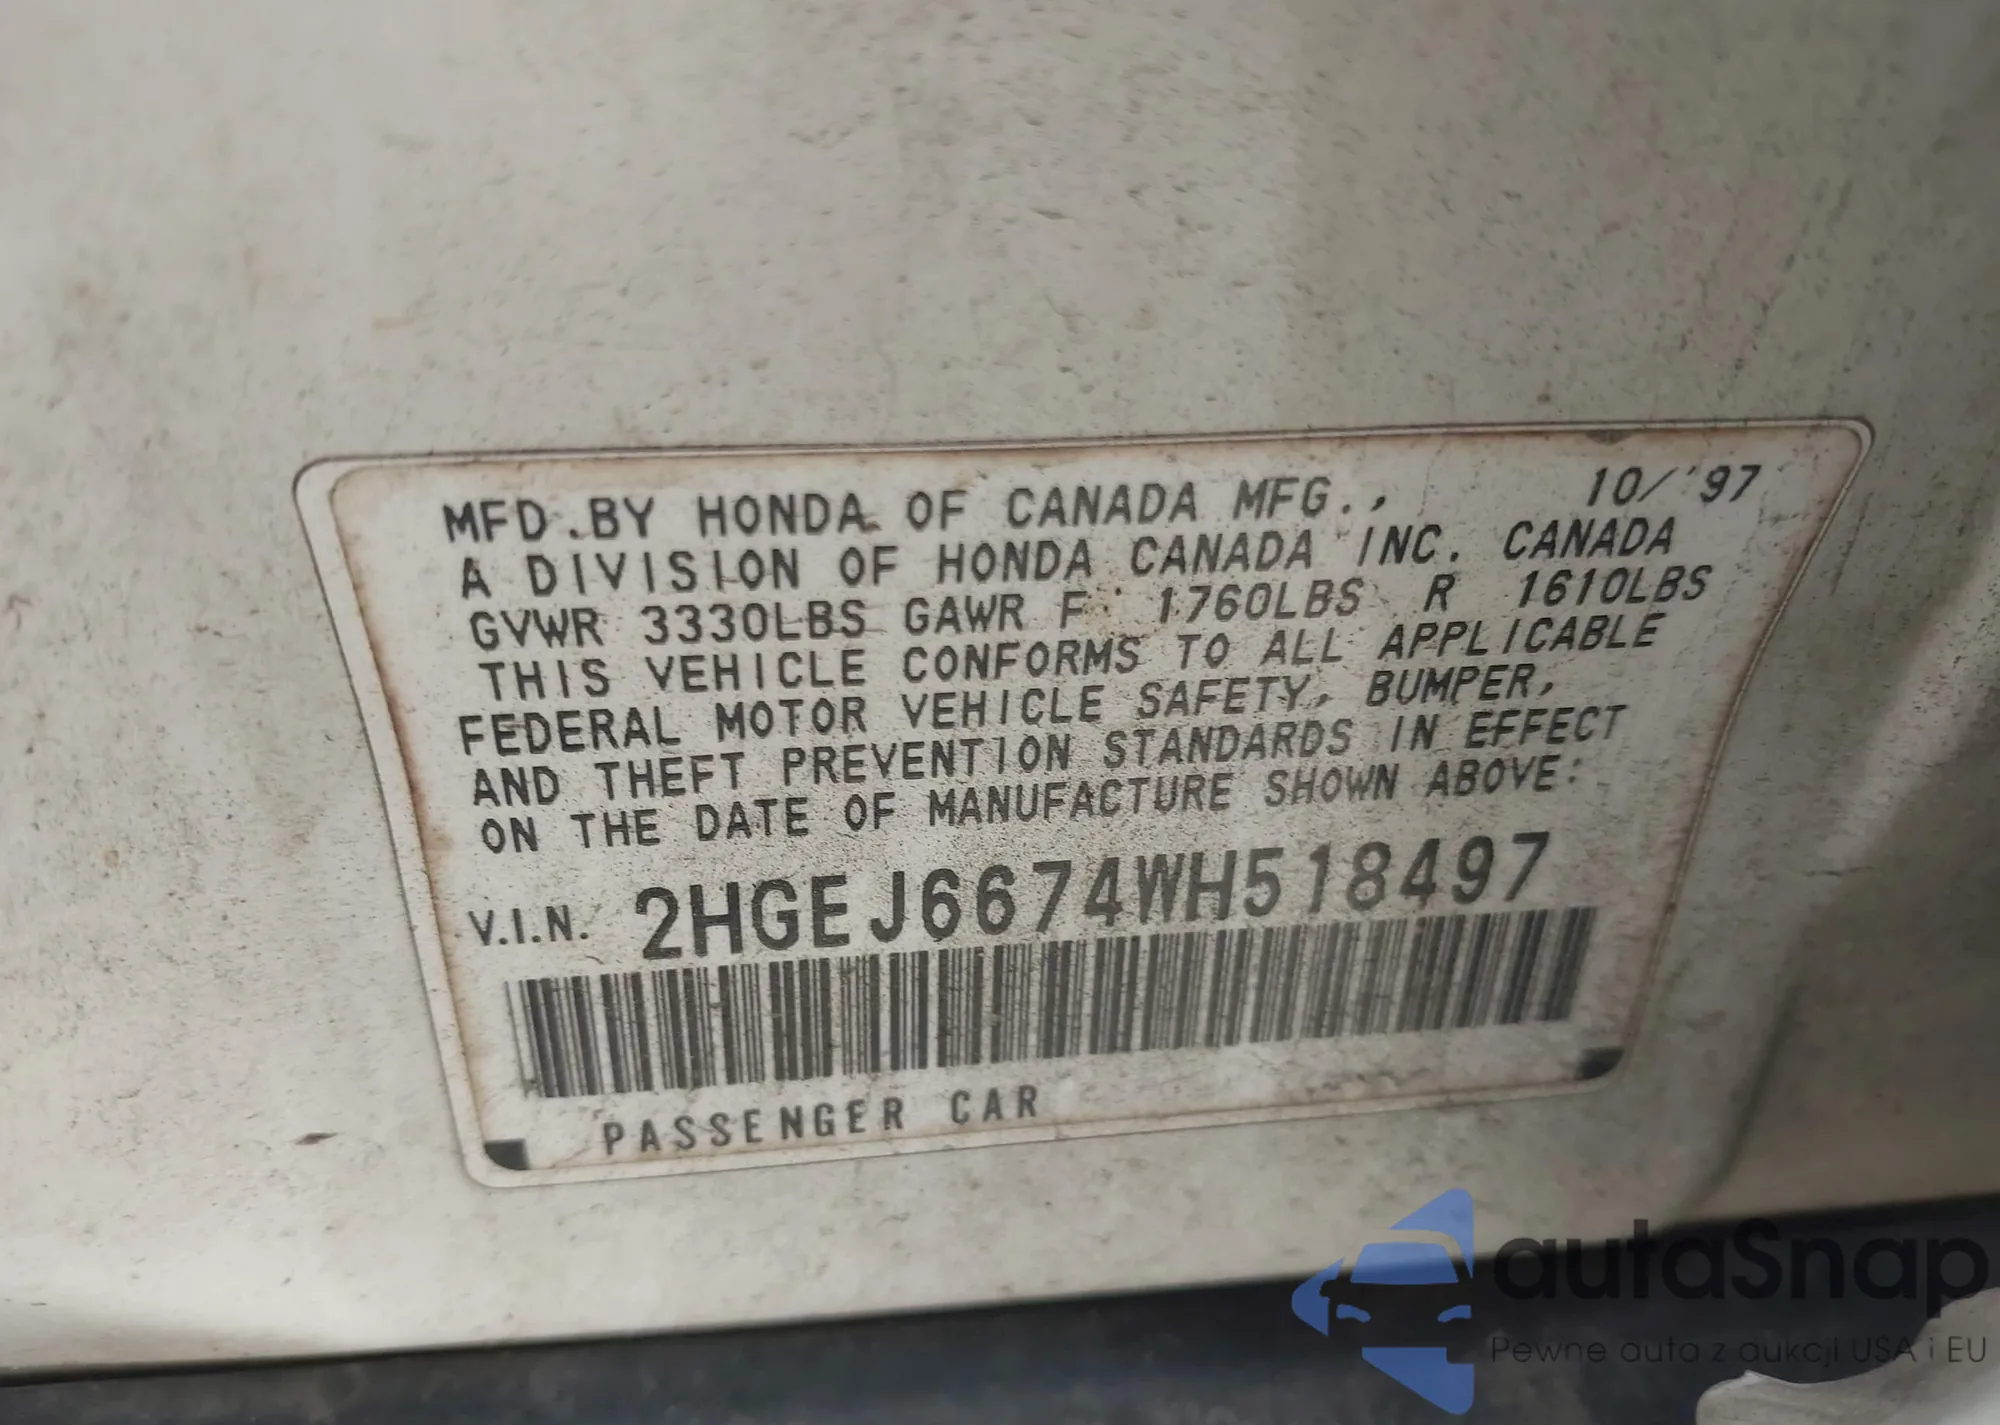 MFD.BY HONDA OF CANADA MFG., 10/'97
A DIVISION OF HONDA CANADA INC. CANADA
GVWR 3330LBS GAWR F 1760LBS R 1610LBS
THIS VEHICLE CONFORMS TO ALL APPLICABLE
FEDERAL MOTOR VEHICLE SAFETY, BUMPER,
AND THEFT PREVENTION STANDARDS IN EFFECT
ON THE DATE OF MANUFACTURE SHOWN ABOVE:
V.I.N. 2HGEJ6674WH518497
PASSENGER CAR
autaSnap
Pewne auta z aukcji USA i EU